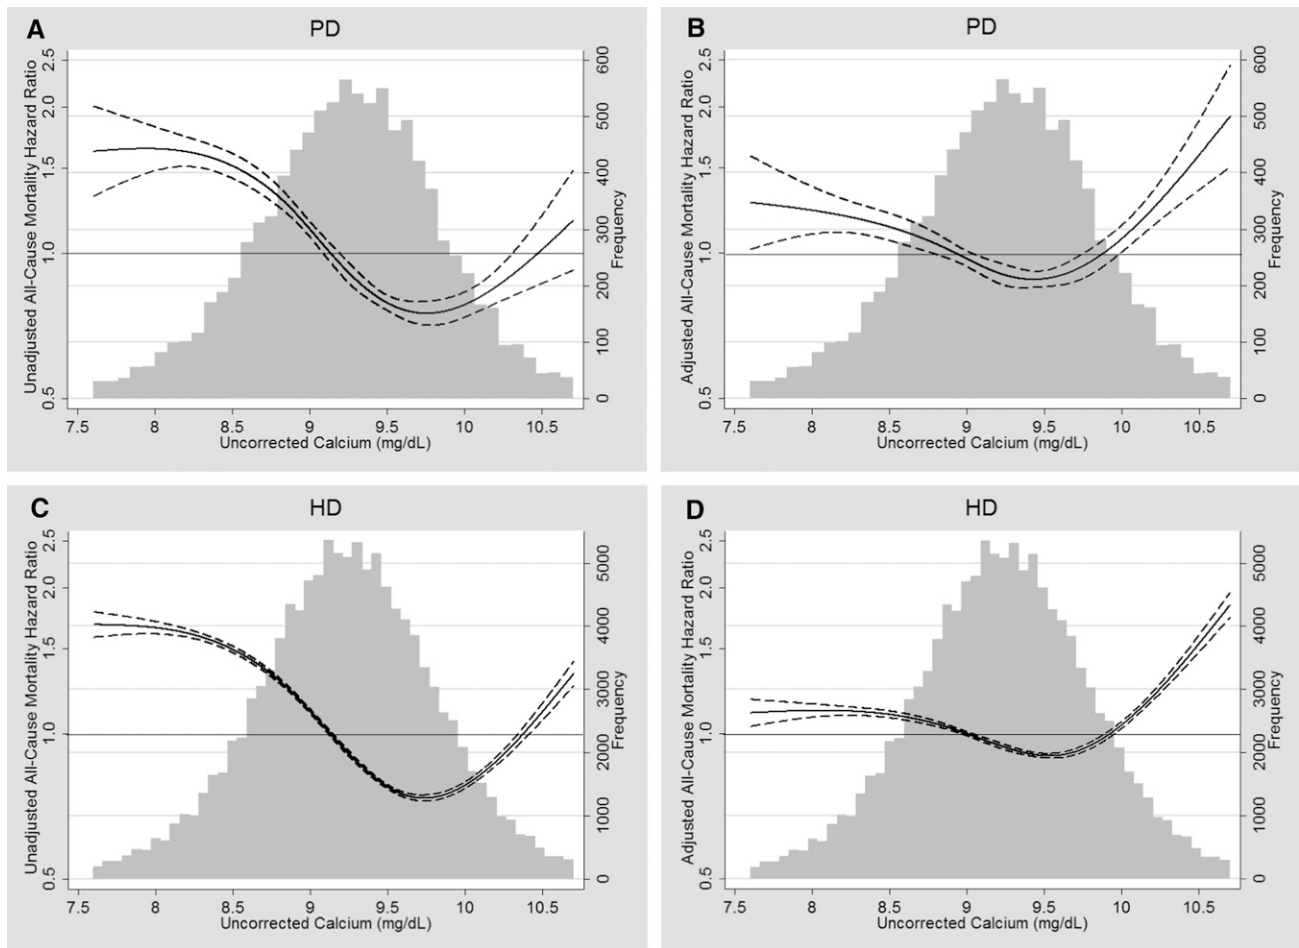 A
PD
Unadjusted All-Cause Mortality Hazard Ratio
2.5
2.0
1.5
1.0
0.5
600
500
400
300
200
100
0
Frequency
7.5 8 8.5 9 9.5 10 10.5
Uncorrected Calcium (mg/dL)
B
PD
Adjusted All-Cause Mortality Hazard Ratio
2.5
2.0
1.5
1.0
0.5
600
500
400
300
200
100
0
Frequency
7.5 8 8.5 9 9.5 10 10.5
Uncorrected Calcium (mg/dL)
C
HD
Unadjusted All-Cause Mortality Hazard Ratio
2.5
2.0
1.5
1.0
0.5
5000
4000
3000
2000
1000
0
Frequency
7.5 8 8.5 9 9.5 10 10.5
Uncorrected Calcium (mg/dL)
D
HD
Adjusted All-Cause Mortality Hazard Ratio
2.5
2.0
1.5
1.0
0.5
5000
4000
3000
2000
1000
0
Frequency
7.5 8 8.5 9 9.5 10 10.5
Uncorrected Calcium (mg/dL)